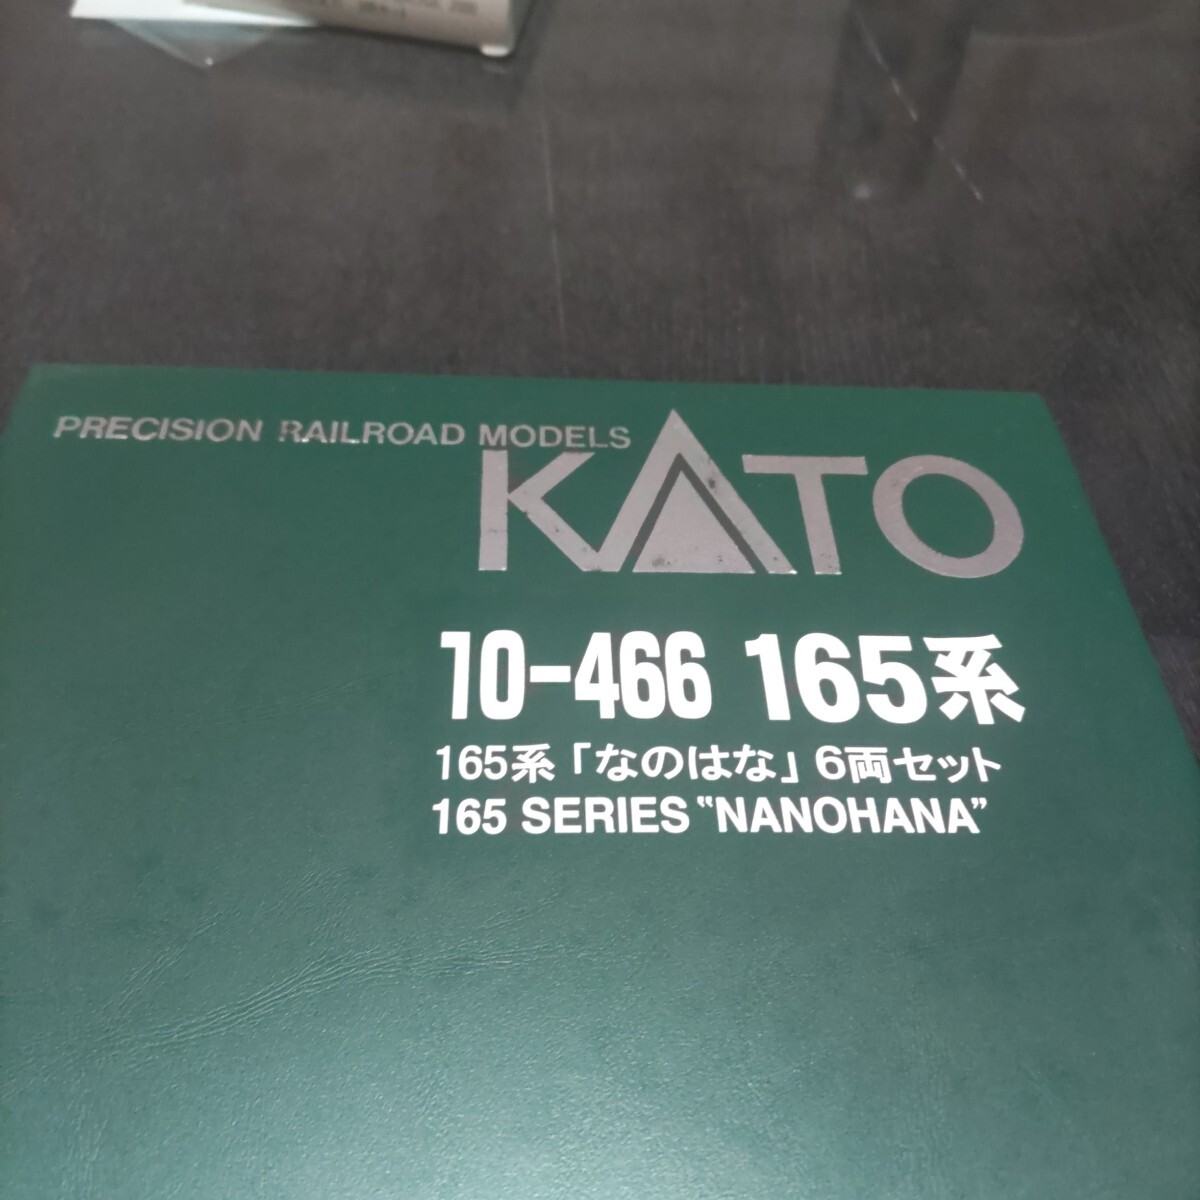 PRECISION RAILROAD MODELS
KATO
10-466 165系
165系「なのはな」6両セット
165 SERIES "NANOHANA"